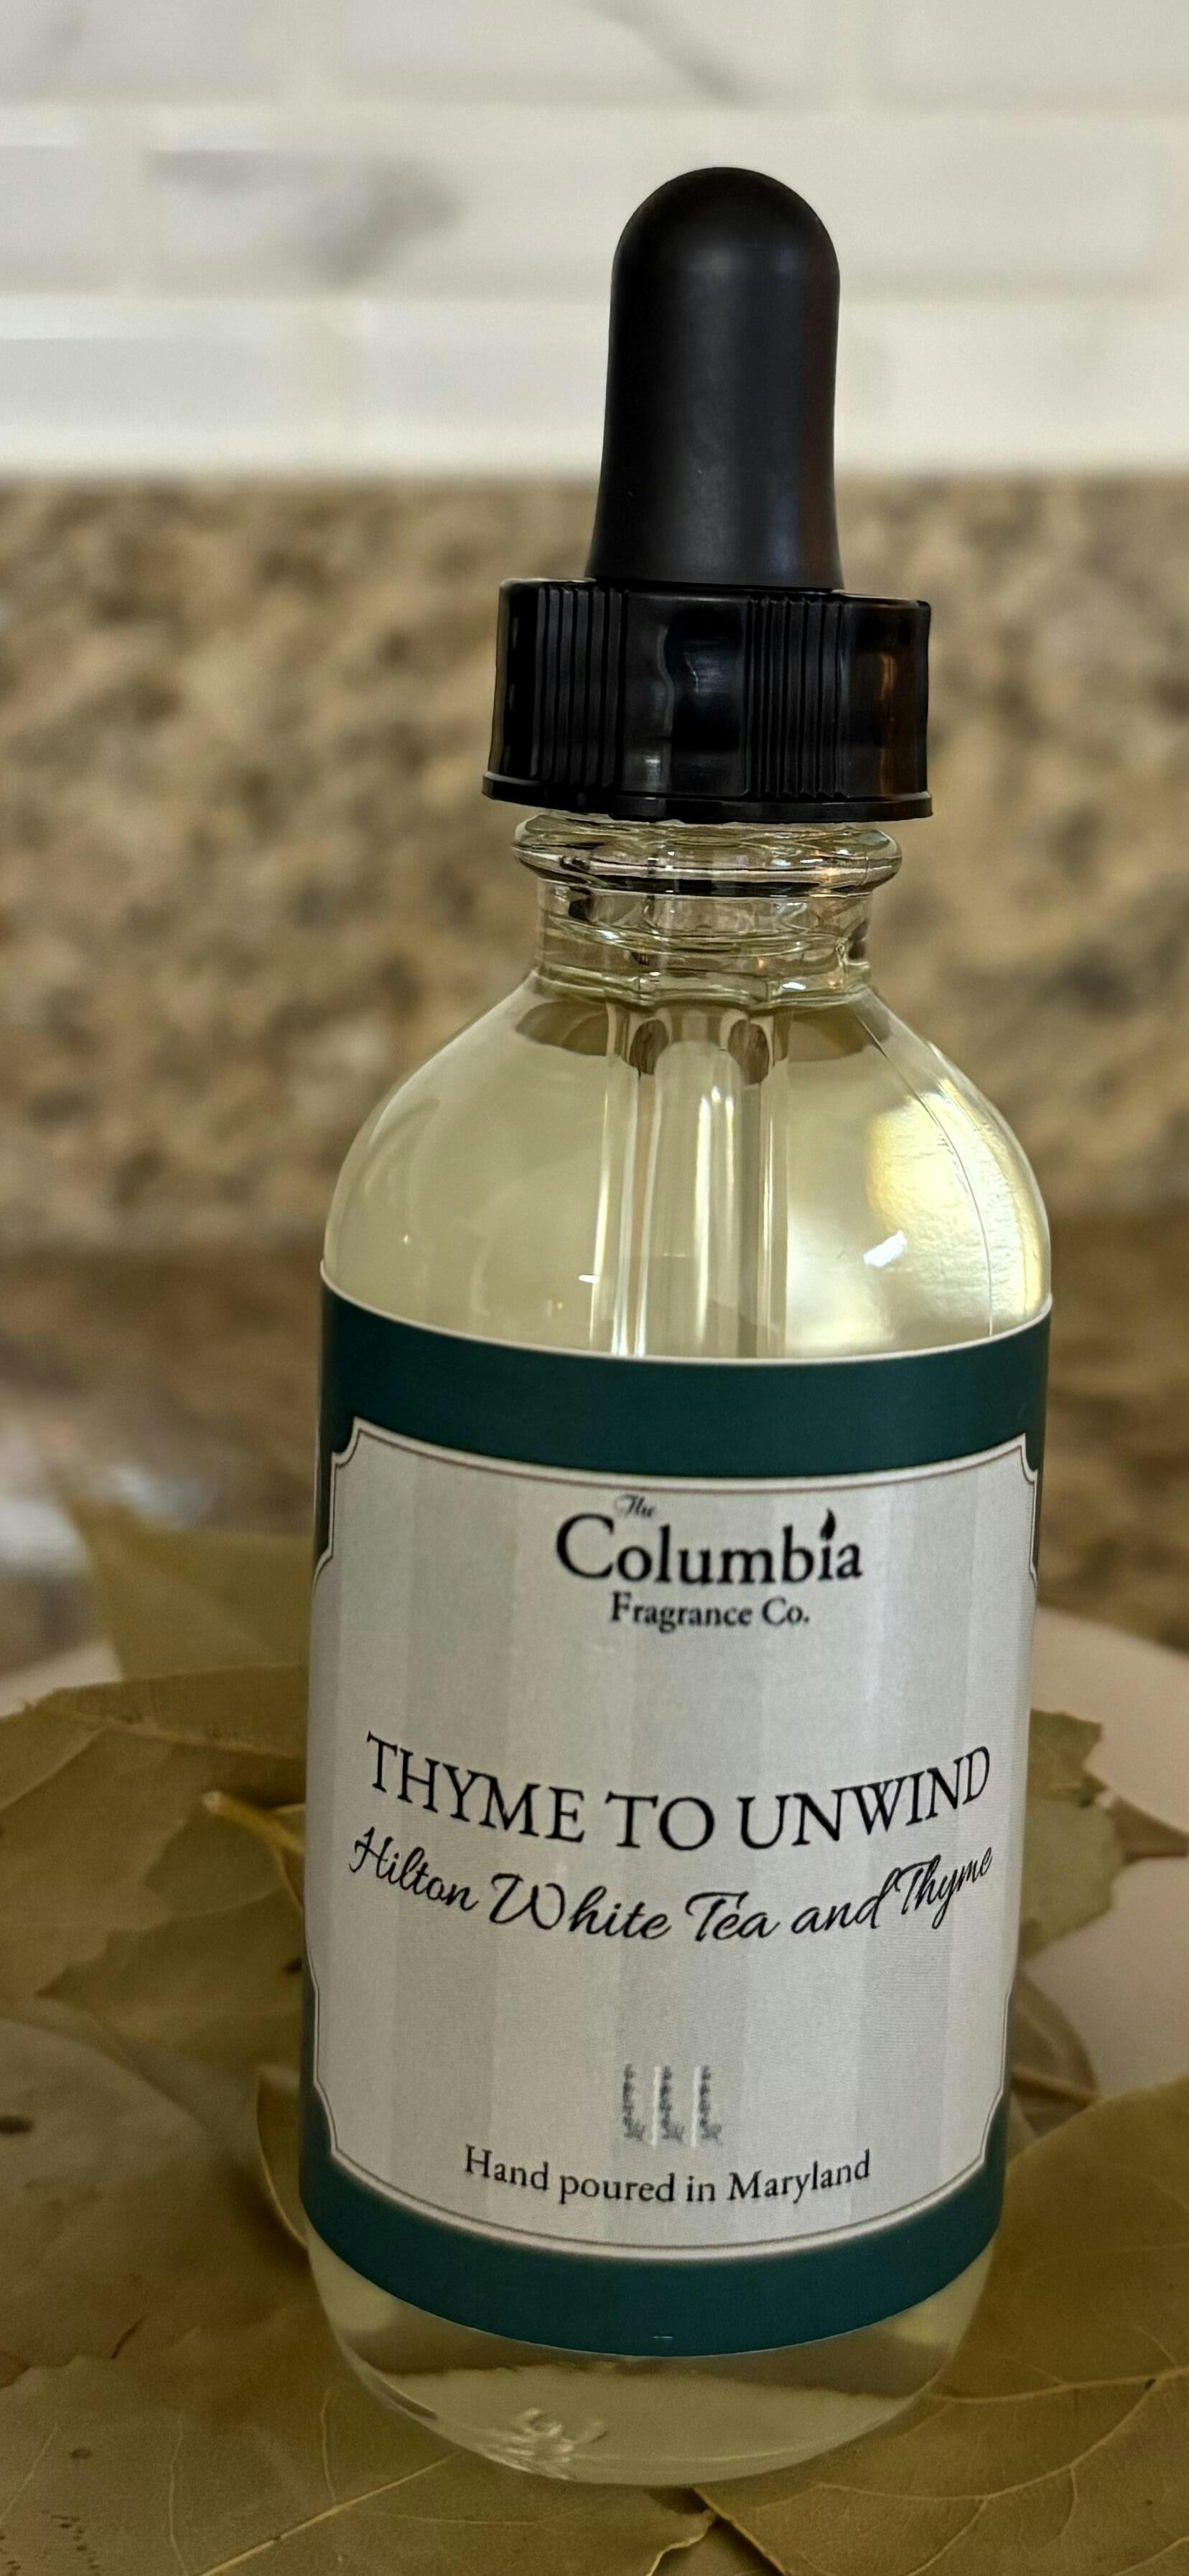 The
Columbia
Fragrance Co.
THYME TO UNWIND
Hilton White Tea and Thyme
Hand poured in Maryland